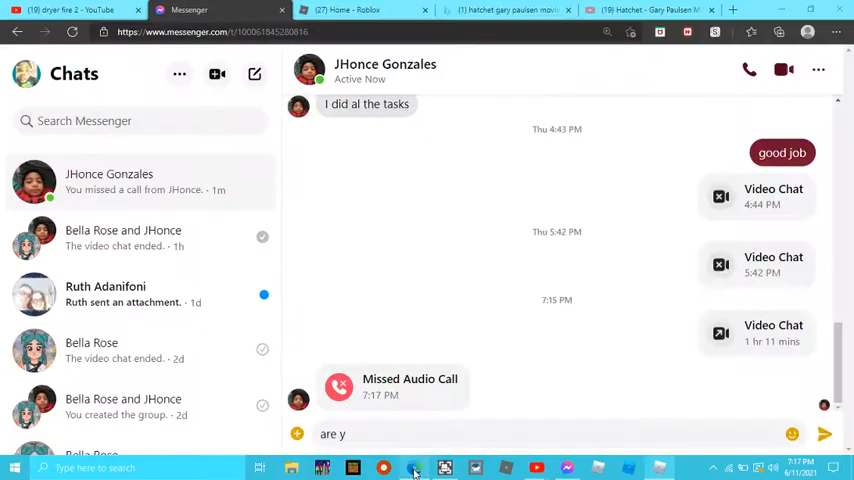 (19) dryer fire 2 - YouTube
Messenger
(27) Home - Roblox
(1) hatchet gary paulsen movi
(19) Hatchet - Gary Paulsen M
https://www.messenger.com/t/100061845280816
Chats
Search Messenger
JHonce Gonzales
You missed a call from JHonce. · 1m
Bella Rose and JHonce
The video chat ended. · 1h
Ruth Adanifoni
Ruth sent an attachment. · 1d
Bella Rose
The video chat ended. · 2d
Bella Rose and JHonce
You created the group. · 2d
JHonce Gonzales
Active Now
I did al the tasks
Thu 4:43 PM
good job
Video Chat
4:44 PM
Thu 5:42 PM
Video Chat
5:42 PM
7:15 PM
Video Chat
1 hr 11 mins
Missed Audio Call
7:17 PM
are y
Type here to search
7:17 PM
6/11/2021